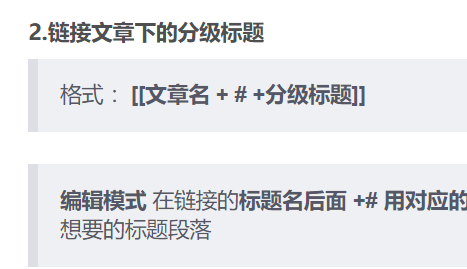 2.链接文章下的分级标题
格式： [[文章名 + # +分级标题]]
编辑模式 在链接的标题名后面 +# 用对应的
想要的标题段落